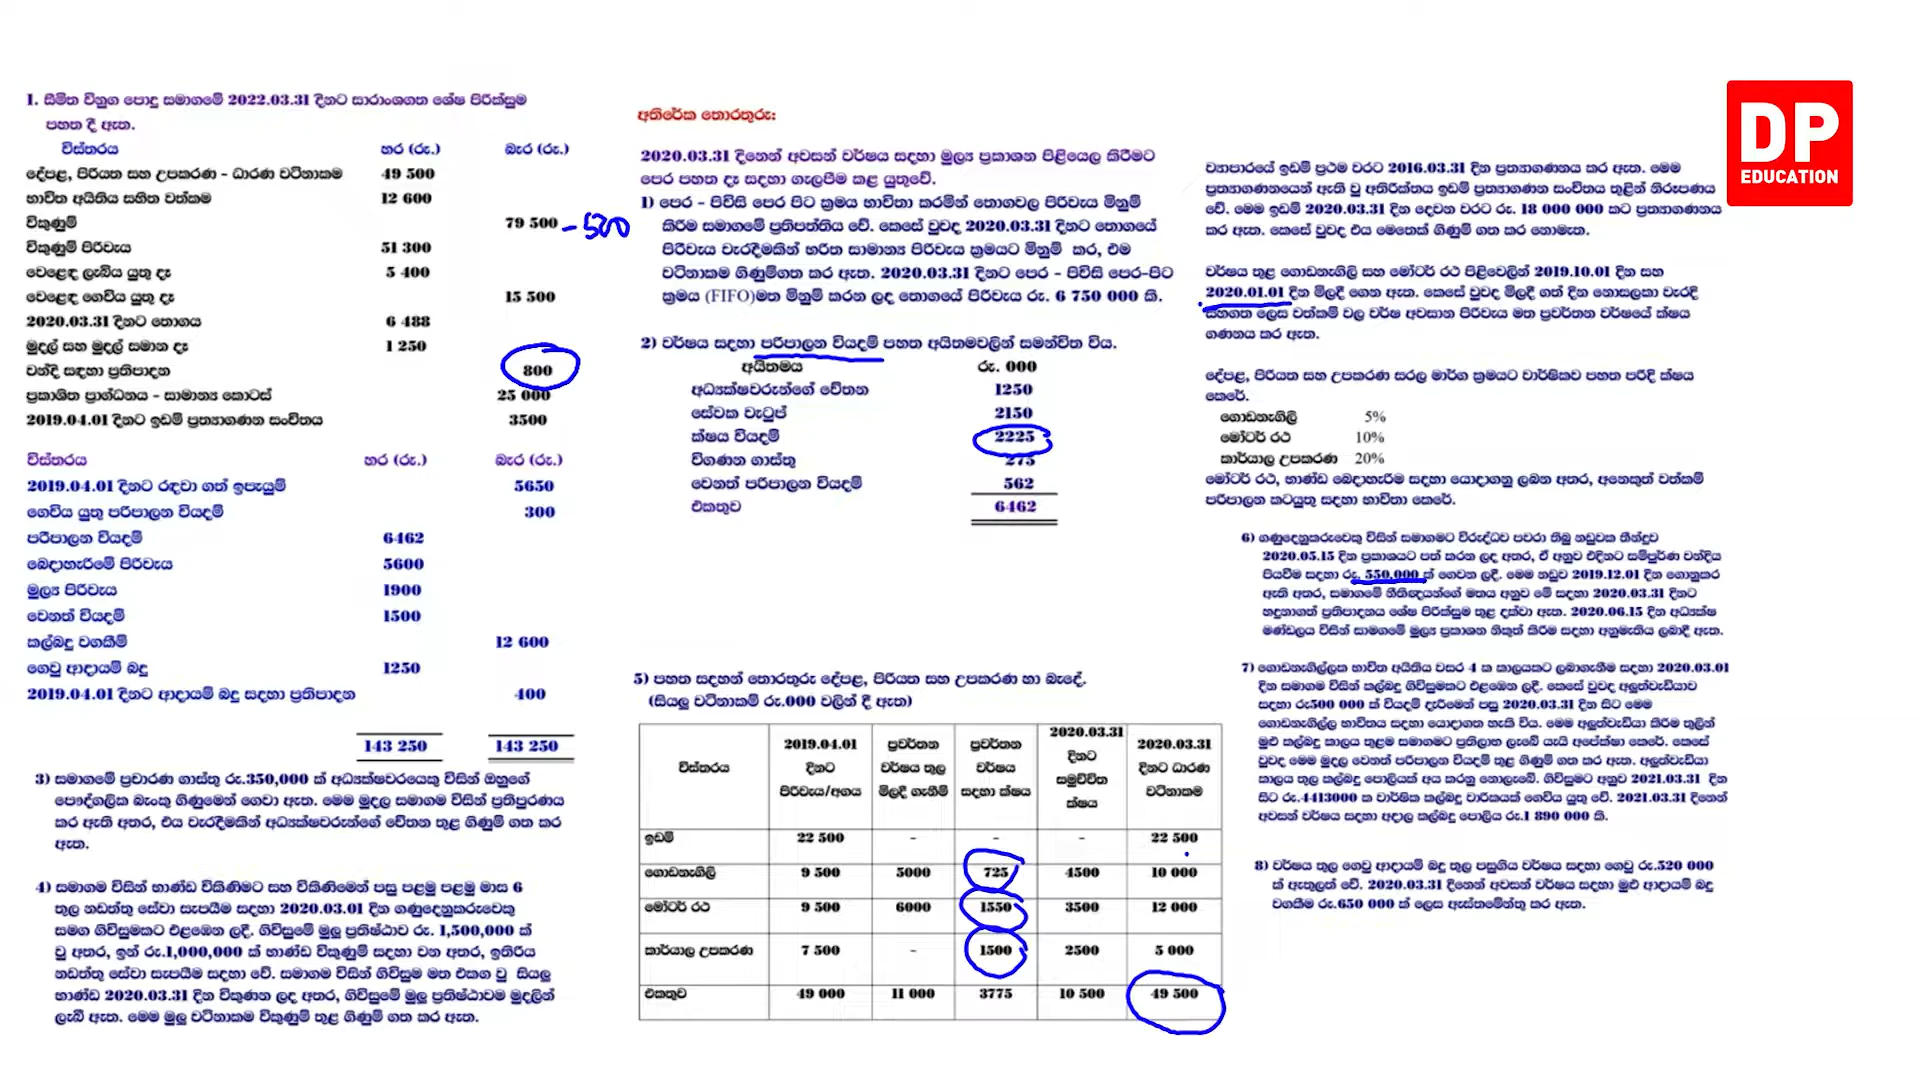 1. සීමිත විනුග පොදු සමාගමේ 2022.03.31 දිනට සාරාංශගත ශේෂ පිරික්සුම
පහත දී ඇත.
විස්තරය හර (රු.) බැර (රු.)
දේපළ, පිරියත සහ උපකරණ - ධාරණ වටිනාකම 49 500
භාවිත අයිතිය සහිත වත්කම 12 600
විකුණුම් 79 500 - 500
විකුණුම් පිරිවැය 51 300
වෙළෙඳ ලැබිය යුතු දෑ 5 400
වෙළෙඳ ගෙවිය යුතු දෑ 15 500
2020.03.31 දිනට තොගය 6 488
මුදල් සහ මුදල් සමාන දෑ 1 250
වන්දි සඳහා ප්‍රතිපාදන 800
ප්‍රකාශිත ප්‍රාග්ධනය - සාමාන්‍ය කොටස් 25 000
2019.04.01 දිනට ඉඩම් ප්‍රත්‍යාගණන සංචිතය 3500
විස්තරය හර (රු.) බැර (රු.)
2019.04.01 දිනට රඳවා ගත් ඉපැයුම් 5650
ගෙවිය යුතු පරිපාලන වියදම් 300
පරිපාලන වියදම් 6462
බෙදාහැරීමේ පිරිවැය 5600
මූල්‍ය පිරිවැය 1900
වෙනත් වියදම් 1500
කල්බදු වගකීම් 12 600
ගෙවූ ආදායම් බදු 1250
2019.04.01 දිනට ආදායම් බදු සඳහා ප්‍රතිපාදන 400
143 250 143 250
3) සමාගමේ ප්‍රචාරණ ගාස්තු රු.350,000 ක් අධ්‍යක්ෂවරයෙකු විසින් ඔහුගේ
පෞද්ගලික බැංකු ගිණුමෙන් ගෙවා ඇත. මෙම මුදල සමාගම විසින් ප්‍රතිපූරණය
කර ඇති අතර, එය වැරදීමකින් අධ්‍යක්ෂවරුන්ගේ වේතන තුළ ගිණුම් ගත කර
ඇත.
4) සමාගම විසින් භාණ්ඩ විකිණීමට සහ විකිණීමෙන් පසු පළමු පළමු මාස 6
තුල නඩත්තු සේවා සැපයීම සඳහා 2020.03.01 දින ගණුදෙනුකරුවෙකු
සමග ගිවිසුමකට එළඹෙන ලදී. ගිවිසුමේ මුලු ප්‍රතිෂ්ඨාව රු. 1,500,000 ක්
වූ අතර, ඉන් රු.1,000,000 ක් භාණ්ඩ විකුණුම් සඳහා වන අතර, ඉතිරිය
නඩත්තු සේවා සැපයීම සඳහා වේ. සමාගම විසින් ගිවිසුම මත එකග වූ සියලු
භාණ්ඩ 2020.03.31 දින විකුණන ලද අතර, ගිවිසුමේ මුලු ප්‍රතිෂ්ඨාවම මුදලින්
ලැබී ඇත. මෙම මුලු වටිනාකම විකුණුම් තුළ ගිණුම් ගත කර ඇත.
අතිරේක තොරතුරු:
2020.03.31 දිනෙන් අවසන් වර්ෂය සඳහා මූල්‍ය ප්‍රකාශන පිළියෙල කිරීමට
පෙර පහත දෑ සඳහා ගැලපීම් කළ යුතුවේ.
1) පෙර - පිවිසි පෙර පිට ක්‍රමය භාවිතා කරමින් තොගවල පිරිවැය මිනුම්
කිරීම සමාගමේ ප්‍රතිපත්තිය වේ. කෙසේ වුවද 2020.03.31 දිනට තොගයේ
පිරිවැය වැරදීමකින් හරිත සාමාන්‍ය පිරිවැය ක්‍රමයට මිනුම් කර, එම
වටිනාකම ගිණුම්ගත කර ඇත. 2020.03.31 දිනට පෙර - පිවිසි පෙර-පිට
ක්‍රමය (FIFO)මත මිනුම් කරන ලද තොගයේ පිරිවැය රු. 6 750 000 කි.
2) වර්ෂය සඳහා පරිපාලන වියදම් පහත අයිතමවලින් සමන්විත විය.
අයිතමය රු. 000
අධ්‍යක්ෂවරුන්ගේ වේතන 1250
සේවක වැටුප් 2150
ක්ෂය වියදම් 2225
විගණන ගාස්තු 275
වෙනත් පරිපාලන වියදම් 562
එකතුව 6462
5) පහත සඳහන් තොරතුරු දේපළ, පිරියත සහ උපකරණ හා බැඳේ.
(සියලු වටිනාකම් රු.000 වලින් දී ඇත)
විස්තරය 2019.04.01 දිනට පිරිවැය/අගය ප්‍රවර්තන වර්ෂය තුල මිලදී ගැනීම් ප්‍රවර්තන වර්ෂය සඳහා ක්ෂය 2020.03.31 දිනට සමුච්චිත ක්ෂය 2020.03.31 දිනට ධාරණ වටිනාකම
ඉඩම් 22 500 - - - 22 500
ගොඩනැගිලි 9 500 5000 725 4500 10 000
මෝටර් රථ 9 500 6000 1550 3500 12 000
කාර්යාල උපකරණ 7 500 - 1500 2500 5 000
එකතුව 49 000 11 000 3775 10 500 49 500
DP
EDUCATION
ව්‍යාපාරයේ ඉඩම් ප්‍රථම වරට 2016.03.31 දින ප්‍රත්‍යාගණනය කර ඇත. මෙම
ප්‍රත්‍යාගණනයෙන් ඇති වූ අතිරික්තය ඉඩම් ප්‍රත්‍යාගණන සංචිතය තුළින් නිරූපණය
වේ. මෙම ඉඩම් 2020.03.31 දින දෙවන වරට රු. 18 000 000 කට ප්‍රත්‍යාගණනය
කර ඇත. කෙසේ වුවද එය මෙතෙක් ගිණුම් ගත කර නොමැත.
වර්ෂය තුළ ගොඩනැගිලි සහ මෝටර් රථ පිළිවෙලින් 2019.10.01 දින සහ
2020.01.01 දින මිලදී ගෙන ඇත. කෙසේ වුවද මිලදී ගත් දින නොසලකා වැරදි
සහගත ලෙස වත්කම් වල වර්ෂ අවසාන පිරිවැය මත ප්‍රවර්තන වර්ෂයේ ක්ෂය
ගණනය කර ඇත.
දේපළ, පිරියත සහ උපකරණ සරල මාර්ග ක්‍රමයට වාර්ෂිකව පහත පරිදි ක්ෂය
කෙරේ.
ගොඩනැගිලි 5%
මෝටර් රථ 10%
කාර්යාල උපකරණ 20%
මෝටර් රථ, භාණ්ඩ බෙදාහැරීම සඳහා යොදාගනු ලබන අතර, අනෙකුත් වත්කම්
පරිපාලන කටයුතු සඳහා භාවිතා කෙරේ.
6) ගණුදෙනුකරුවෙකු විසින් සමාගමට විරුද්ධව පවරා තිබූ නඩුවක තීන්දුව
2020.05.15 දින ප්‍රකාශයට පත් කරන ලද අතර, ඒ අනුව එදිනට සම්පූර්ණ වන්දිය
පියවීම සඳහා රු. 550,000 ක් ගෙවන ලදී. මෙම නඩුව 2019.12.01 දින ගොනුකර
ඇති අතර, සමාගමේ නීතිඥයන්ගේ මතය අනුව මේ සඳහා 2020.03.31 දිනට
හඳුනාගත් ප්‍රතිපාදනය ශේෂ පිරික්සුම තුළ දක්වා ඇත. 2020.06.15 දින අධ්‍යක්ෂ
මණ්ඩලය විසින් සාමගමේ මූල්‍ය ප්‍රකාශන නිකුත් කිරීම සඳහා අනුමැතිය ලබාදී ඇත.
7) ගොඩනැගිල්ලක භාවිත අයිතිය වසර 4 ක කාලයකට ලබාගැනීම සඳහා 2020.03.01
දින සමාගම විසින් කල්බදු ගිවිසුමකට එළඹෙන ලදී. කෙසේ වුවද අලුත්වැඩියාව
සඳහා රු500 000 ක් වියදම් දැරීමෙන් පසු 2020.03.31 දින සිට මෙම
ගොඩනැගිල්ල භාවිතය සඳහා යොදාගත හැකි විය. මෙම අලුත්වැඩියා කිරීම තුලින්
මුළු කල්බදු කාලය තුළම සමාගමට ප්‍රතිලාභ ලැබේ යැයි අපේක්ෂා කෙරේ. කෙසේ
වුවද මෙම මුදල වෙනත් පරිපාලන වියදම් තුළ ගිණුම් ගත කර ඇත. අලුත්වැඩියා
කාලය තුල කල්බදු පොලියක් අය කරනු නොලැබේ. ගිවිසුමට අනුව 2021.03.31 දින
සිට රු.4413000 ක වාර්ෂික කල්බදු වාරිකයක් ගෙවිය යුතු වේ. 2021.03.31 දිනෙන්
අවසන් වර්ෂය සඳහා අදාල කල්බදු පොලිය රු.1 890 000 කි.
8) වර්ෂය තුල ගෙවූ ආදායම් බදු තුල පසුගිය වර්ෂය සඳහා ගෙවූ රු.520 000
ක් ඇතුලත් වේ. 2020.03.31 දිනෙන් අවසන් වර්ෂය සඳහා මුළු ආදායම් බදු
වගකීම රු.650 000 ක් ලෙස ඇස්තමේන්තු කර ඇත.